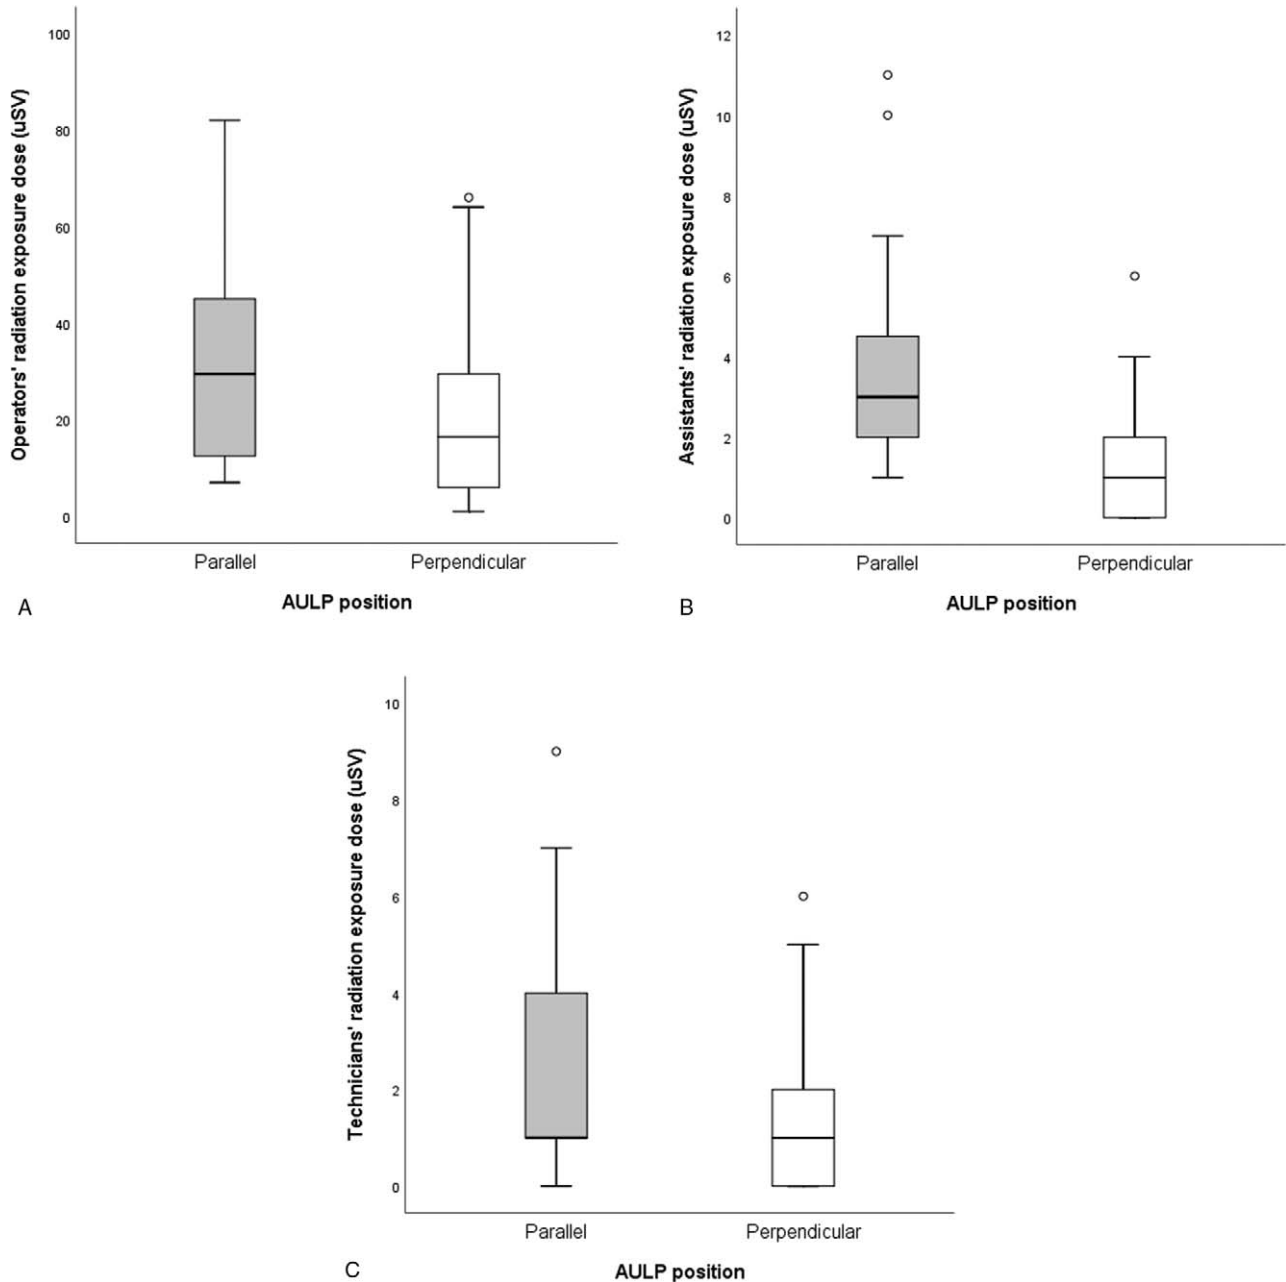 Operators' radiation exposure dose (uSV)
100
80
60
40
20
0
Parallel Perpendicular
AULP position
A
Assistants' radiation exposure dose (uSV)
12
10
8
6
4
2
0
Parallel Perpendicular
AULP position
B
Technicians' radiation exposure dose (uSV)
10
8
6
4
2
0
Parallel Perpendicular
AULP position
C